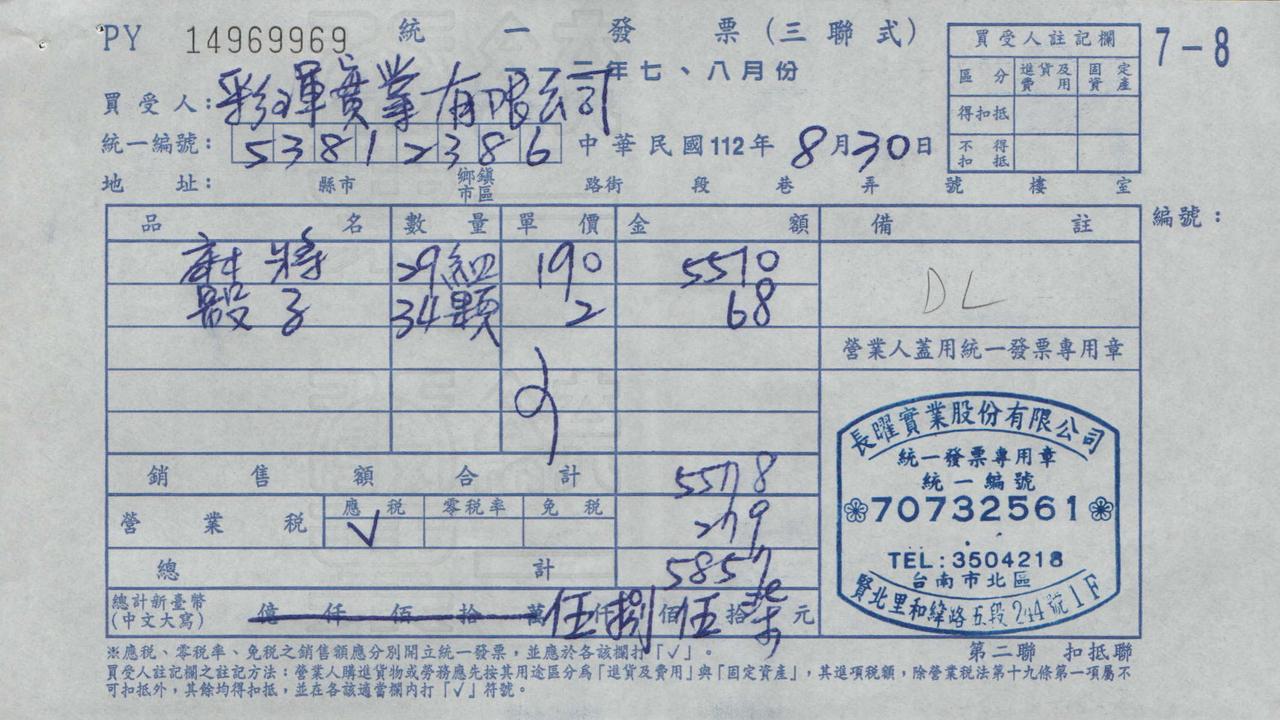 PY 14969969 統一發票(三聯式)
一一二年七、八月份
7-8
買受人註記欄
區分 進貨及費用 固定資產
得扣抵
不得扣抵
買受人:彩琿實業有限公司
統一編號:53812386 中華民國112年8月30日
地址: 縣市 鄉鎮市區 路街 段 巷 弄 號 樓 室
品名 數量 單價 金額 備註 編號:
麻將 29組 190 5510
骰子 34顆 2 68
DL
營業人蓋用統一發票專用章
銷售額合計 5578
營業稅 應稅 零稅率 免稅 279
√
總計 5857
總計新臺幣(中文大寫) 億仟佰拾萬伍仟捌佰伍拾柒元
長曜實業股份有限公司
統一發票專用章
統一編號
70732561
TEL:3504218
台南市北區
賢北里和緯路五段244號1F
※應稅、零稅率、免稅之銷售額應分別開立統一發票,並應於各該欄打「√」。
第二聯 扣抵聯
買受人註記欄之註記方法:營業人購進貨物或勞務應先按其用途區分為「進貨及費用」與「固定資產」,其進項稅額,除營業稅法第十九條第一項屬不
可扣抵外,其餘均得扣抵,並在各該適當欄內打「√」符號。